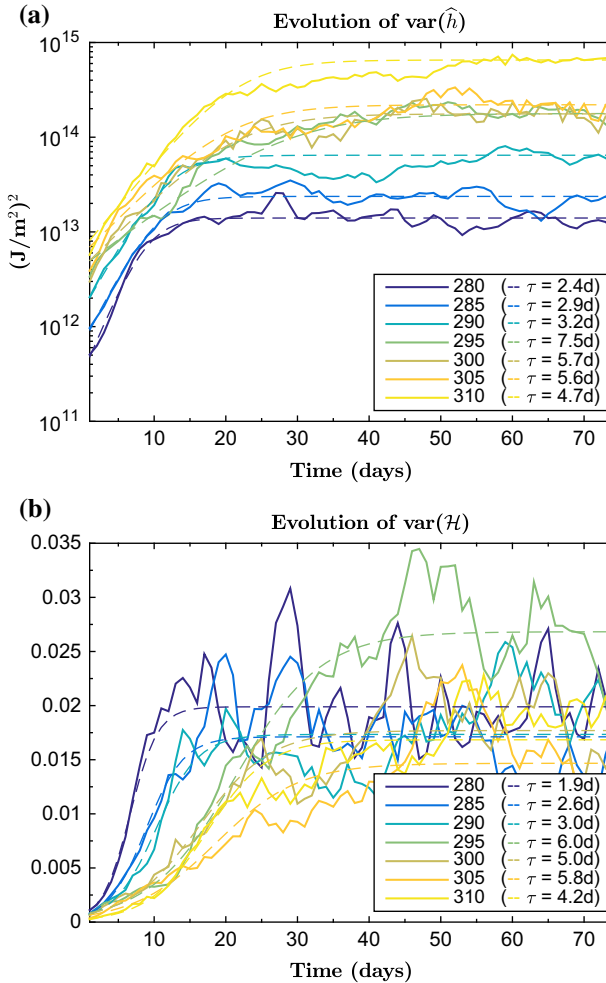 (a)
Evolution of var(ĥ)
10^15
10^14
10^13
10^12
10^11
(J/m²)²
280 (-- τ = 2.4d)
285 (-- τ = 2.9d)
290 (-- τ = 3.2d)
295 (-- τ = 7.5d)
300 (-- τ = 5.7d)
305 (-- τ = 5.6d)
310 (-- τ = 4.7d)
10 20 30 40 50 60 70
Time (days)
(b)
Evolution of var(ℋ)
0.035
0.03
0.025
0.02
0.015
0.01
0.005
0
280 (-- τ = 1.9d)
285 (-- τ = 2.6d)
290 (-- τ = 3.0d)
295 (-- τ = 6.0d)
300 (-- τ = 5.0d)
305 (-- τ = 5.8d)
310 (-- τ = 4.2d)
10 20 30 40 50 60 70
Time (days)